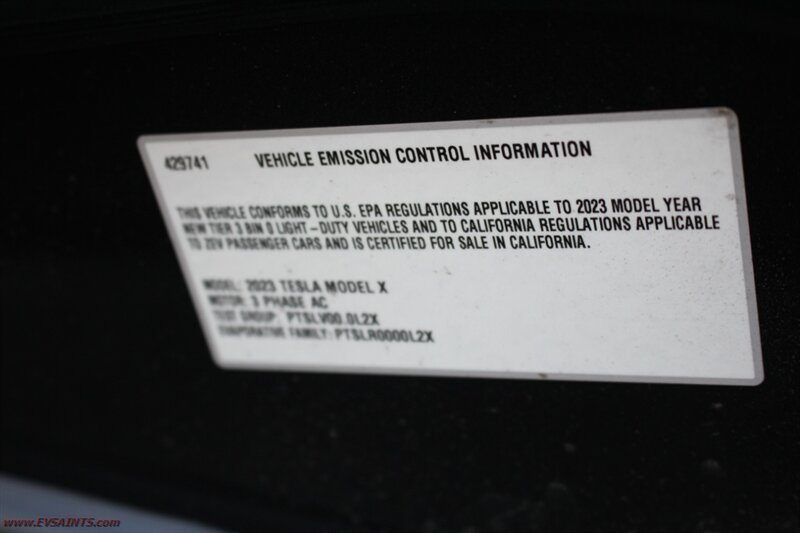 429741 VEHICLE EMISSION CONTROL INFORMATION
THIS VEHICLE CONFORMS TO U.S. EPA REGULATIONS APPLICABLE TO 2023 MODEL YEAR
NEW TIER 3 BIN 0 LIGHT-DUTY VEHICLES AND TO CALIFORNIA REGULATIONS APPLICABLE
TO ZEV PASSENGER CARS AND IS CERTIFIED FOR SALE IN CALIFORNIA.
MODEL: 2023 TESLA MODEL X
MOTOR: 3 PHASE AC
TEST GROUP: PTSLV00.0L2X
EVAPORATIVE FAMILY: PTSLR0000L2X
www.EVSAINTS.com